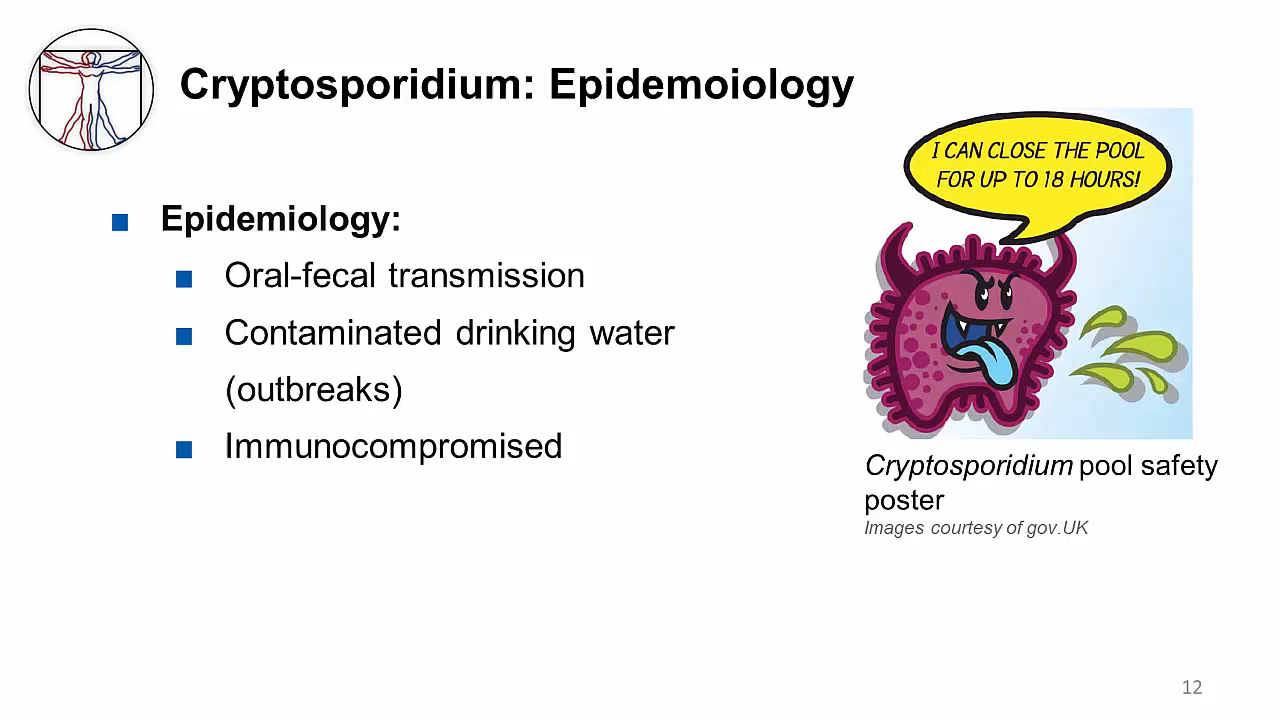 Cryptosporidium: Epidemoiology
I CAN CLOSE THE POOL
FOR UP TO 18 HOURS!
Epidemiology:
Oral-fecal transmission
Contaminated drinking water
(outbreaks)
Immunocompromised
Cryptosporidium pool safety
poster
Images courtesy of gov.UK
12